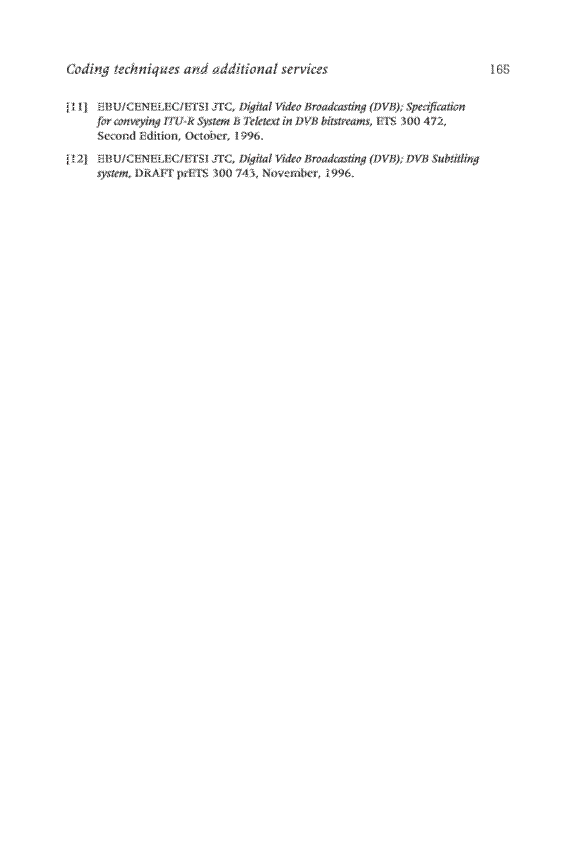 Coding techniques and additional services 165
[11] EBU/CENELEC/ETSI JTC, Digital Video Broadcasting (DVB); Specification
for conveying ITU-R System B Teletext in DVB bitstreams, ETS 300 472,
Second Edition, October, 1996.
[12] EBU/CENELEC/ETSI JTC, Digital Video Broadcasting (DVB); DVB Subtitling
system, DRAFT prETS 300 743, November, 1996.